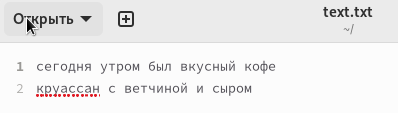 Открыть
text.txt
~/
1 сегодня утром был вкусный кофе
2 круассан с ветчиной и сыром